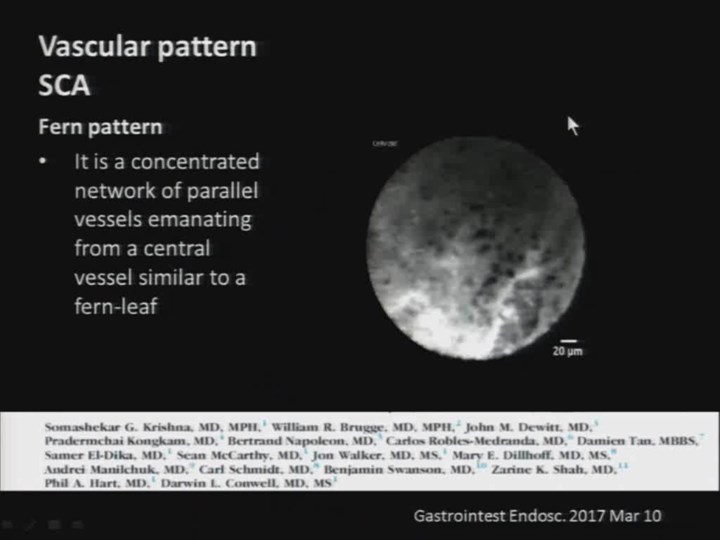 Vascular pattern
SCA
Fern pattern
• It is a concentrated
network of parallel
vessels emanating
from a central
vessel similar to a
fern-leaf
20 µm
Somashekar G. Krishna, MD, MPH,1 William R. Brugge, MD, MPH,2 John M. Dewitt, MD,3
Pradermchai Kongkam, MD,4 Bertrand Napoleon, MD,5 Carlos Robles-Medranda, MD,6 Damien Tan, MBBS,7
Samer El-Dika, MD,1 Sean McCarthy, MD,1 Jon Walker, MD, MS,1 Mary E. Dillhoff, MD, MS,8
Andrei Manilchuk, MD,9 Carl Schmidt, MD,8 Benjamin Swanson, MD,10 Zarine K. Shah, MD,11
Phil A. Hart, MD,1 Darwin L. Conwell, MD, MS1
Gastrointest Endosc. 2017 Mar 10